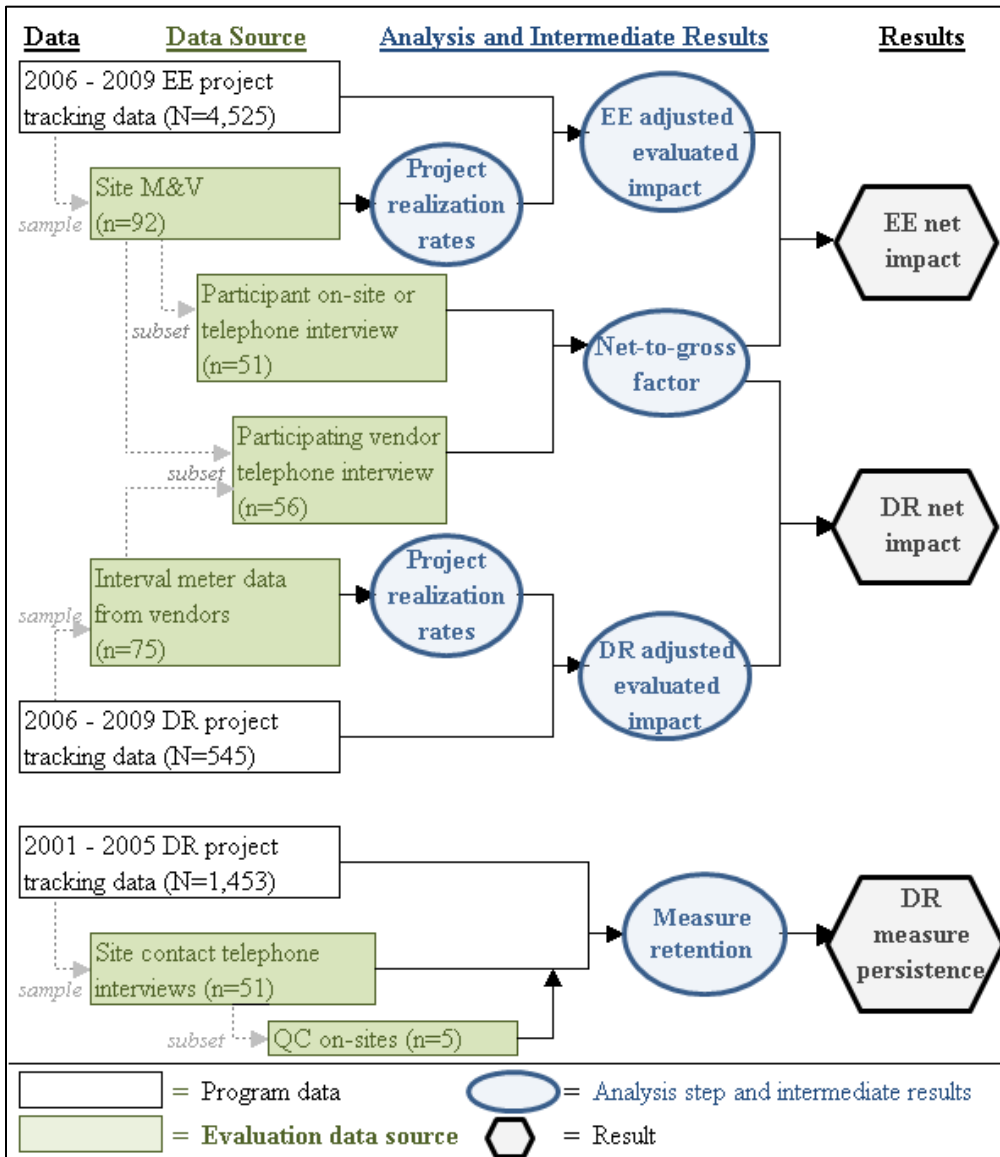 Data
Data Source
Analysis and Intermediate Results
Results
2006 - 2009 EE project
tracking data (N=4,525)
EE adjusted
evaluated
impact
sample
Site M&V
(n=92)
Project
realization
rates
EE net
impact
subset
Participant on-site or
telephone interview
(n=51)
Net-to-gross
factor
subset
Participating vendor
telephone interview
(n=56)
DR net
impact
sample
Interval meter data
from vendors
(n=75)
Project
realization
rates
DR adjusted
evaluated
impact
2006 - 2009 DR project
tracking data (N=545)
2001 - 2005 DR project
tracking data (N=1,453)
Measure
retention
DR
measure
persistence
sample
Site contact telephone
interviews (n=51)
subset
QC on-sites (n=5)
= Program data
= Analysis step and intermediate results
= Evaluation data source
= Result